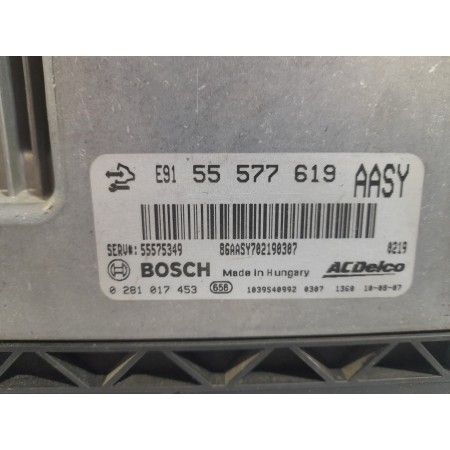 E91 55 577 619 AASY
SERV#: 55575349 86AASY702190307 0219
BOSCH Made in Hungary ACDelco
0 281 017 453 658 1039S40992 0307 1360 10-08-07